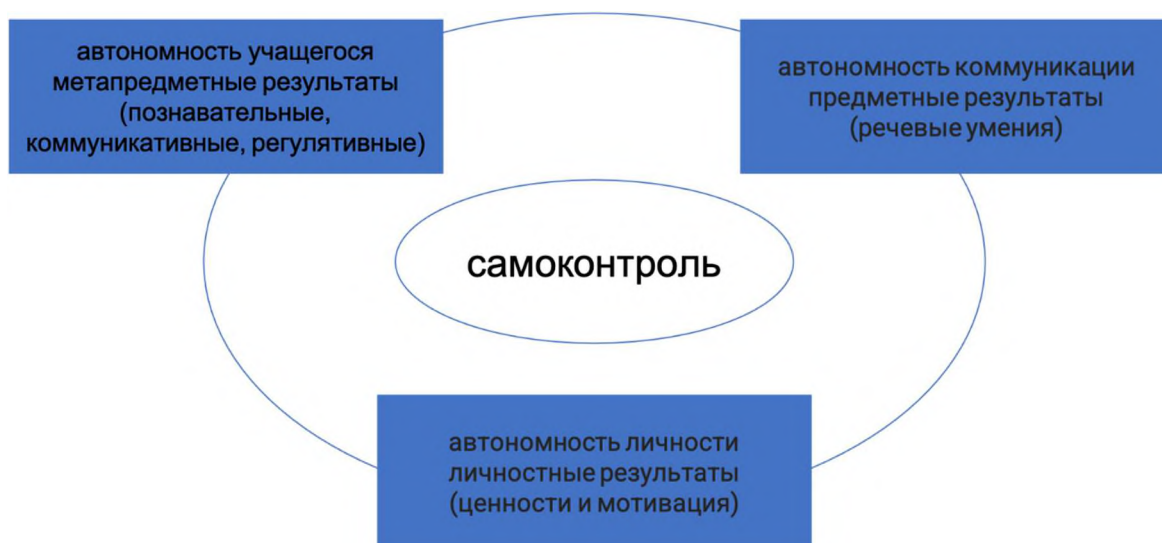 автономность учащегося
метапредметные результаты
(познавательные,
коммуникативные, регулятивные)
автономность коммуникации
предметные результаты
(речевые умения)
самоконтроль
автономность личности
личностные результаты
(ценности и мотивация)